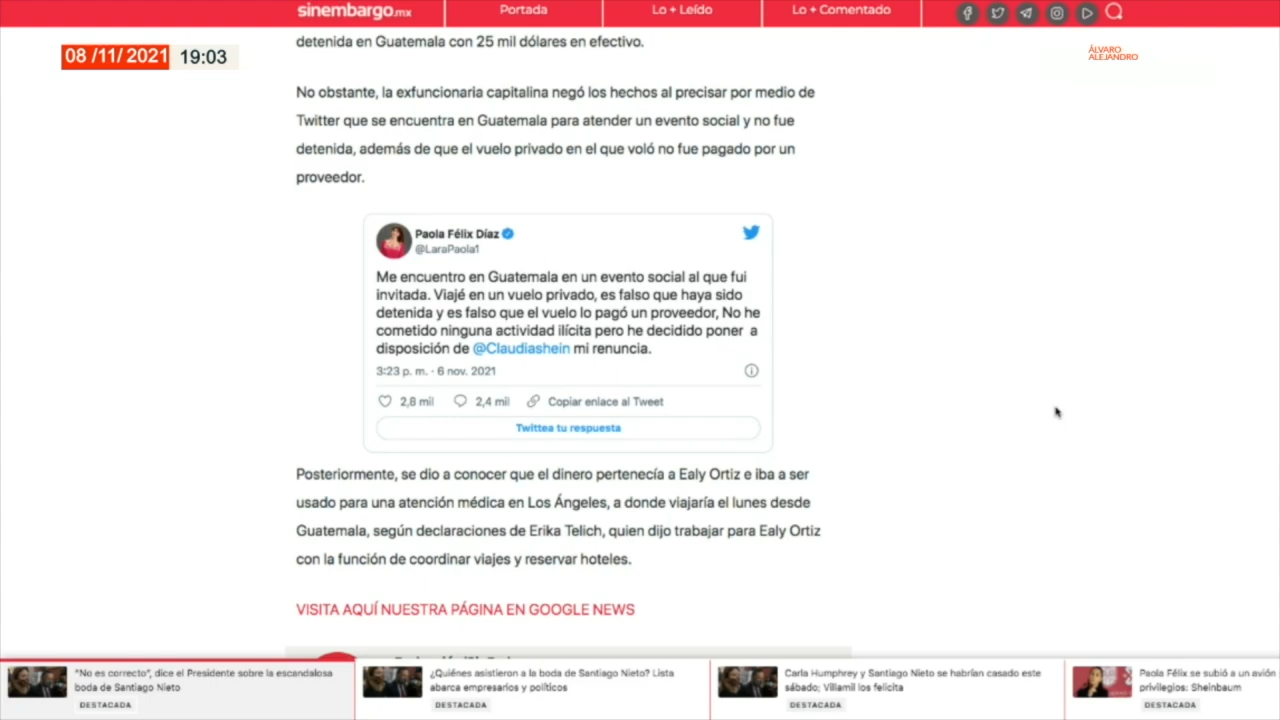 sinembargo.mx
Portada
Lo + Leído
Lo + Comentado
08 /11/ 2021 19:03
ÁLVARO
ALEJANDRO
detenida en Guatemala con 25 mil dólares en efectivo.
No obstante, la exfuncionaria capitalina negó los hechos al precisar por medio de
Twitter que se encuentra en Guatemala para atender un evento social y no fue
detenida, además de que el vuelo privado en el que voló no fue pagado por un
proveedor.
Paola Félix Díaz
@LaraPaola1
Me encuentro en Guatemala en un evento social al que fui
invitada. Viajé en un vuelo privado, es falso que haya sido
detenida y es falso que el vuelo lo pagó un proveedor, No he
cometido ninguna actividad ilícita pero he decidido poner a
disposición de @Claudiashein mi renuncia.
3:23 p. m. · 6 nov. 2021
2,8 mil 2,4 mil Copiar enlace al Tweet
Twittea tu respuesta
Posteriormente, se dio a conocer que el dinero pertenecía a Ealy Ortiz e iba a ser
usado para una atención médica en Los Ángeles, a donde viajaría el lunes desde
Guatemala, según declaraciones de Erika Telich, quien dijo trabajar para Ealy Ortiz
con la función de coordinar viajes y reservar hoteles.
VISITA AQUÍ NUESTRA PÁGINA EN GOOGLE NEWS
"No es correcto", dice el Presidente sobre la escandalosa
boda de Santiago Nieto
DESTACADA
¿Quiénes asistieron a la boda de Santiago Nieto? Lista
abarca empresarios y políticos
DESTACADA
Carla Humphrey y Santiago Nieto se habrían casado este
sábado; Villamil los felicita
DESTACADA
Paola Félix se subió a un avión
privilegios: Sheinbaum
DESTACADA